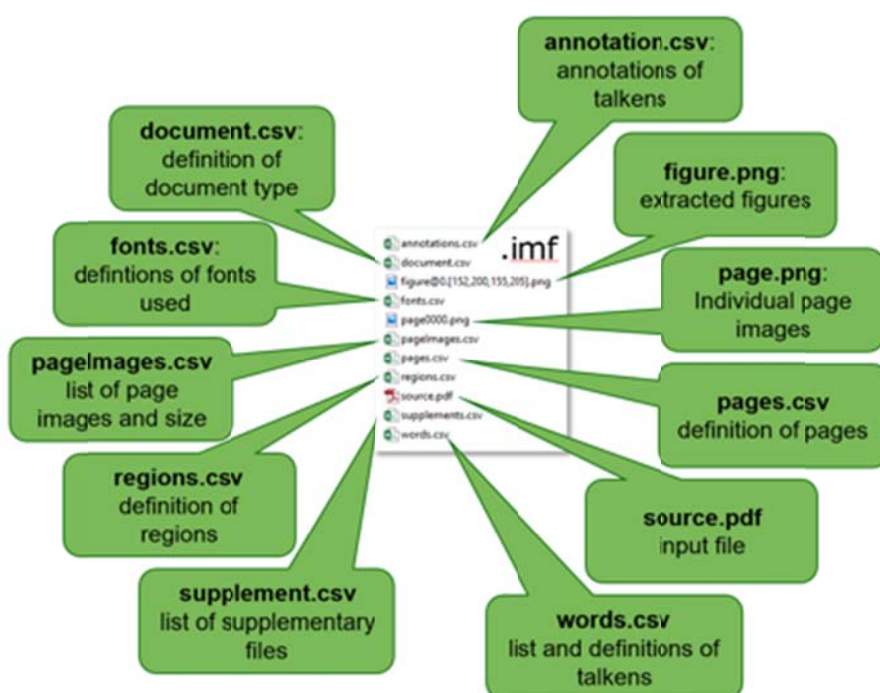 annotation.csv:
annotations of
talkens
document.csv:
definition of
document type
figure.png:
extracted figures
fonts.csv:
defintions of fonts
used
.imf
annotations.csv
document.csv
figure@0.[152,200,155,205].png
fonts.csv
page0000.png
pageImages.csv
pages.csv
regions.csv
source.pdf
supplements.csv
words.csv
page.png:
Individual page
images
pageImages.csv
list of page
images and size
pages.csv
definition of pages
regions.csv
definition of
regions
source.pdf
input file
supplement.csv
list of supplementary
files
words.csv
list and definitions of
talkens